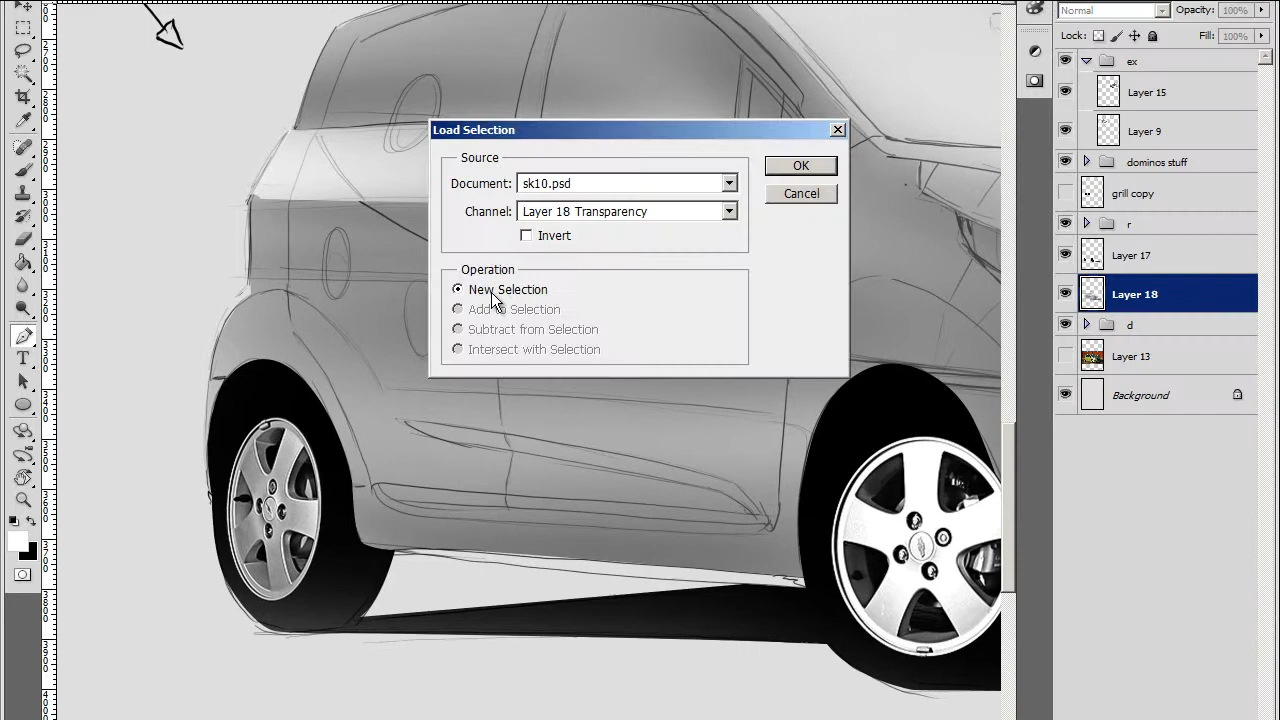 Normal Opacity: 100%
Lock: Fill: 100%
ex
Layer 15
Layer 9
dominos stuff
grill copy
r
Layer 17
Layer 18
d
Layer 13
Background
Load Selection
Source
Document: sk10.psd
Channel: Layer 18 Transparency
Invert
OK
Cancel
Operation
New Selection
Add to Selection
Subtract from Selection
Intersect with Selection